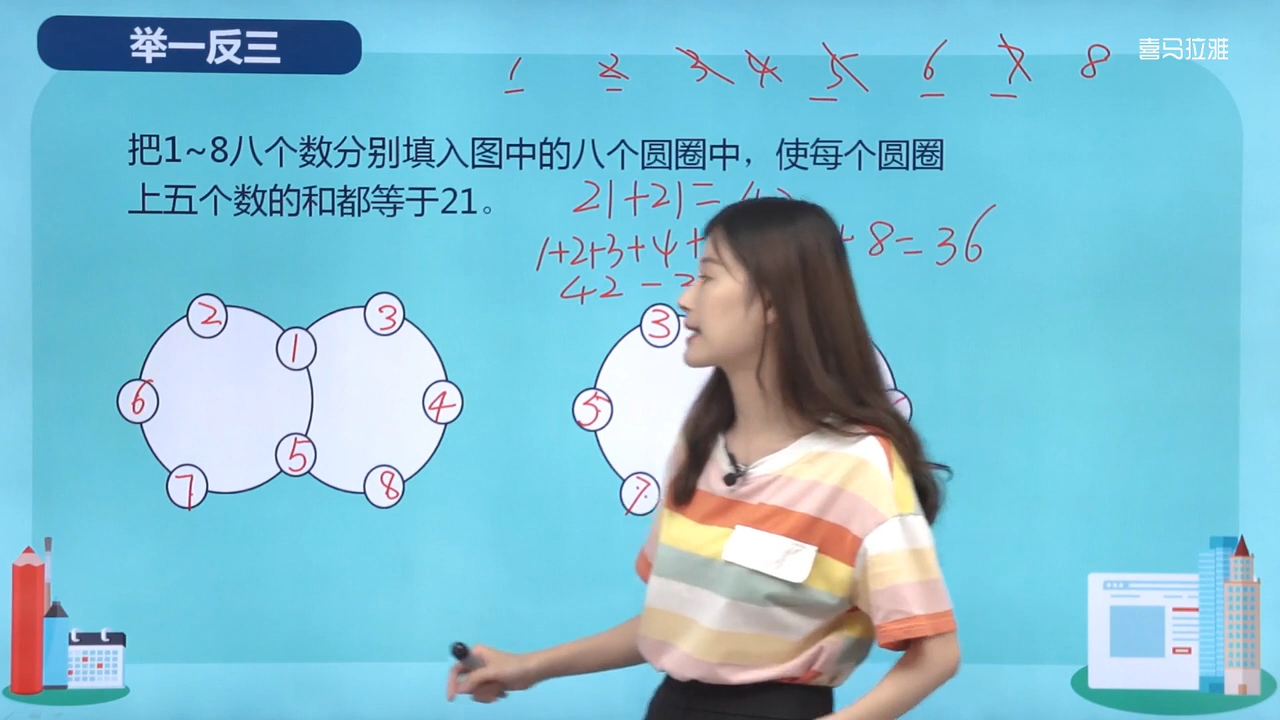 举一反三
喜马拉雅
1 2 3 4 5 6 7 8
把1~8八个数分别填入图中的八个圆圈中，使每个圆圈
上五个数的和都等于21。
21+21=42
1+2+3+4+ + 8=36
42 -
2 3
1
6 4
5
7 8
3
5
7